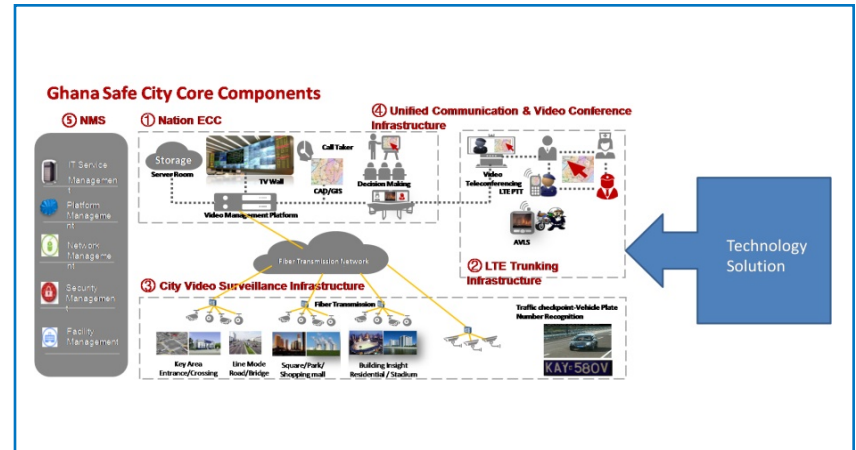 Ghana Safe City Core Components
⑤ NMS
IT Service
Managemen
t
Platform
Manageme
nt
Network
Manageme
nt
Security
Managemen
t
Facility
Management
① Nation ECC
Storage
Server Room
TV Wall
Call Taker
CAD/GIS
Video Management Platform
④ Unified Communication & Video Conference
Infrastructure
Decision Making
Video
Teleconferencing
LTE PTT
AVLS
② LTE Trunking
Infrastructure
Fiber Transmission Network
③ City Video Surveillance Infrastructure
Fiber Transmission
Key Area
Entrance/Crossing
Line Mode
Road/Bridge
Square/Park/
Shopping mall
Building Insight
Residential / Stadium
Traffic checkpoint-Vehicle Plate
Number Recognition
KAY 580V
Technology
Solution